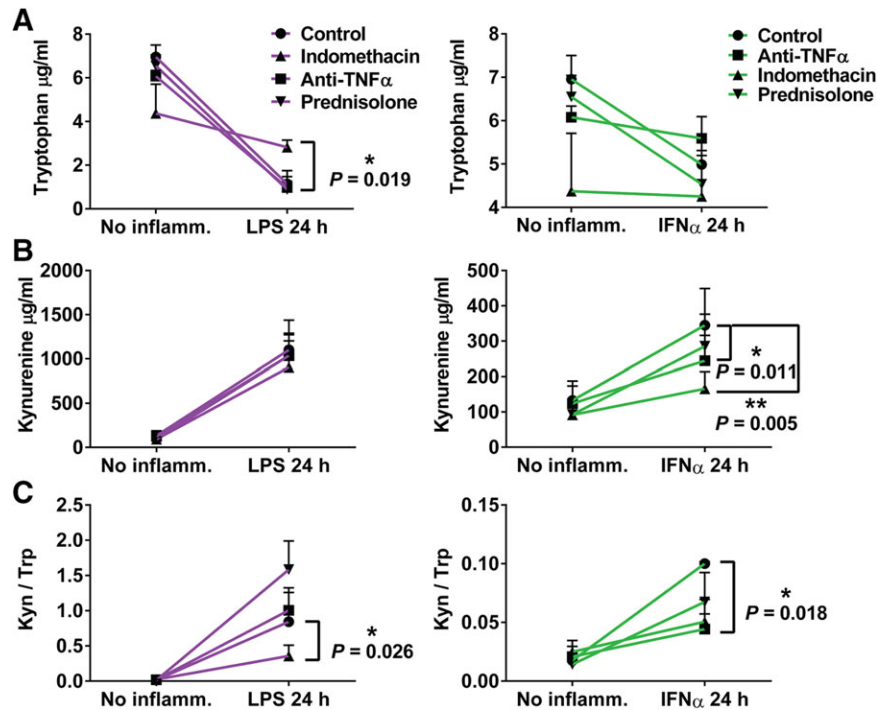 A
Tryptophan µg/ml
8
6
4
2
0
Control
Indomethacin
Anti-TNFα
Prednisolone
*
P = 0.019
No inflamm. LPS 24 h
Tryptophan µg/ml
8
7
6
5
4
Control
Anti-TNFα
Indomethacin
Prednisolone
No inflamm. IFNα 24 h
B
Kynurenine µg/ml
2000
1500
1000
500
0
No inflamm. LPS 24 h
Kynurenine µg/ml
500
400
300
200
100
0
*
P = 0.011
**
P = 0.005
No inflamm. IFNα 24 h
C
Kyn / Trp
2.5
2.0
1.5
1.0
0.5
0.0
*
P = 0.026
No inflamm. LPS 24 h
Kyn / Trp
0.15
0.10
0.05
0.00
*
P = 0.018
No inflamm. IFNα 24 h